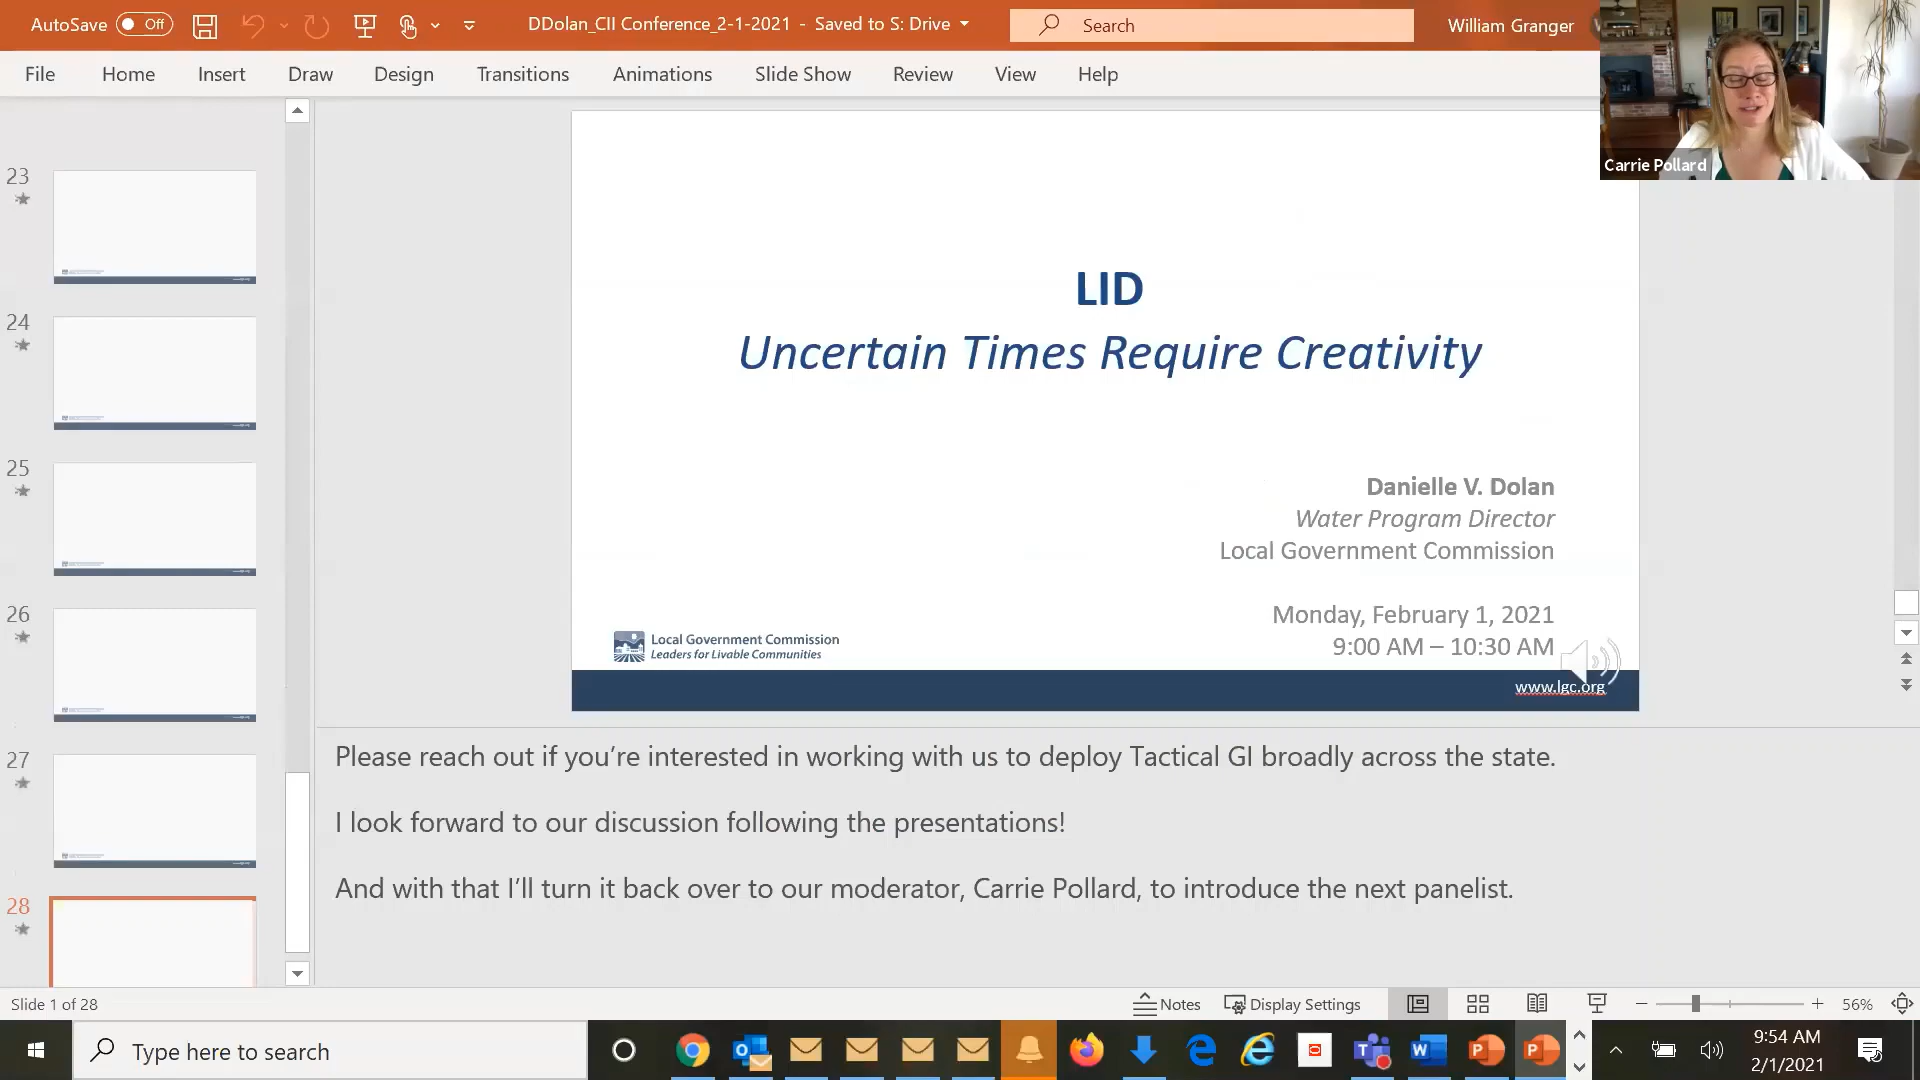 AutoSave Off DDolan_CII Conference_2-1-2021 - Saved to S: Drive Search William Granger
File Home Insert Draw Design Transitions Animations Slide Show Review View Help
Carrie Pollard
23
24
25
26
27
28
LID
Uncertain Times Require Creativity
Danielle V. Dolan
Water Program Director
Local Government Commission
Monday, February 1, 2021
9:00 AM – 10:30 AM
Local Government Commission
Leaders for Livable Communities
www.lgc.org
Please reach out if you’re interested in working with us to deploy Tactical GI broadly across the state.
I look forward to our discussion following the presentations!
And with that I’ll turn it back over to our moderator, Carrie Pollard, to introduce the next panelist.
Slide 1 of 28 Notes Display Settings 56%
Type here to search
9:54 AM
2/1/2021